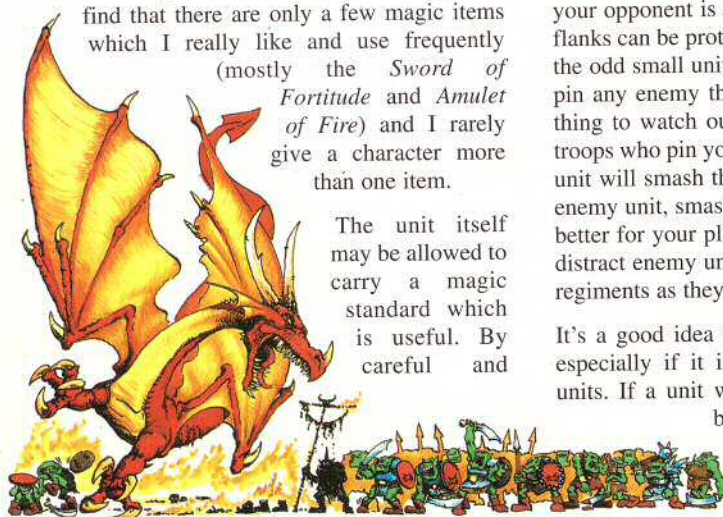 find that there are only a few magic items
which I really like and use frequently
(mostly the Sword of
Fortitude and Amulet
of Fire) and I rarely
give a character more
than one item.
The unit itself
may be allowed to
carry a magic
standard which
is useful. By
careful and
your opponent is
flanks can be prot
the odd small unit
pin any enemy th
thing to watch ou
troops who pin yo
unit will smash th
enemy unit, smas
better for your pl
distract enemy un
regiments as they
It's a good idea
especially if it i
units. If a unit w
b